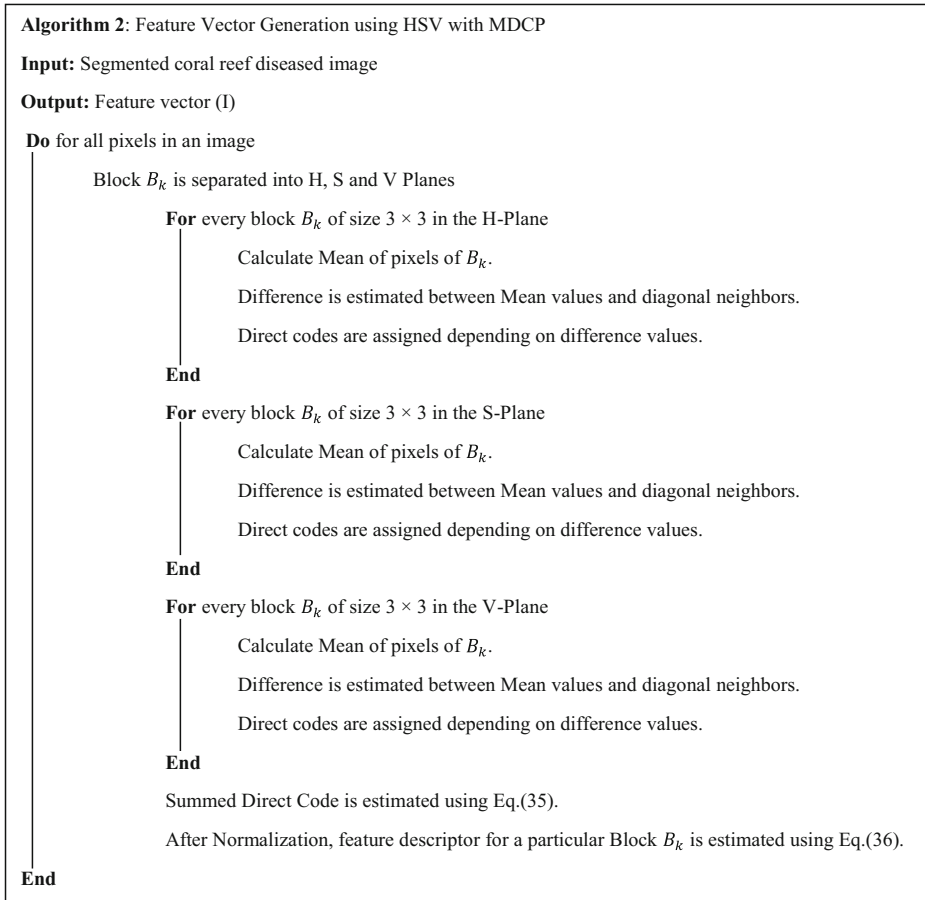 Algorithm 2: Feature Vector Generation using HSV with MDCP
Input: Segmented coral reef diseased image
Output: Feature vector (I)
Do for all pixels in an image
Block B_k is separated into H, S and V Planes
For every block B_k of size 3 × 3 in the H-Plane
Calculate Mean of pixels of B_k.
Difference is estimated between Mean values and diagonal neighbors.
Direct codes are assigned depending on difference values.
End
For every block B_k of size 3 × 3 in the S-Plane
Calculate Mean of pixels of B_k.
Difference is estimated between Mean values and diagonal neighbors.
Direct codes are assigned depending on difference values.
End
For every block B_k of size 3 × 3 in the V-Plane
Calculate Mean of pixels of B_k.
Difference is estimated between Mean values and diagonal neighbors.
Direct codes are assigned depending on difference values.
End
Summed Direct Code is estimated using Eq.(35).
After Normalization, feature descriptor for a particular Block B_k is estimated using Eq.(36).
End